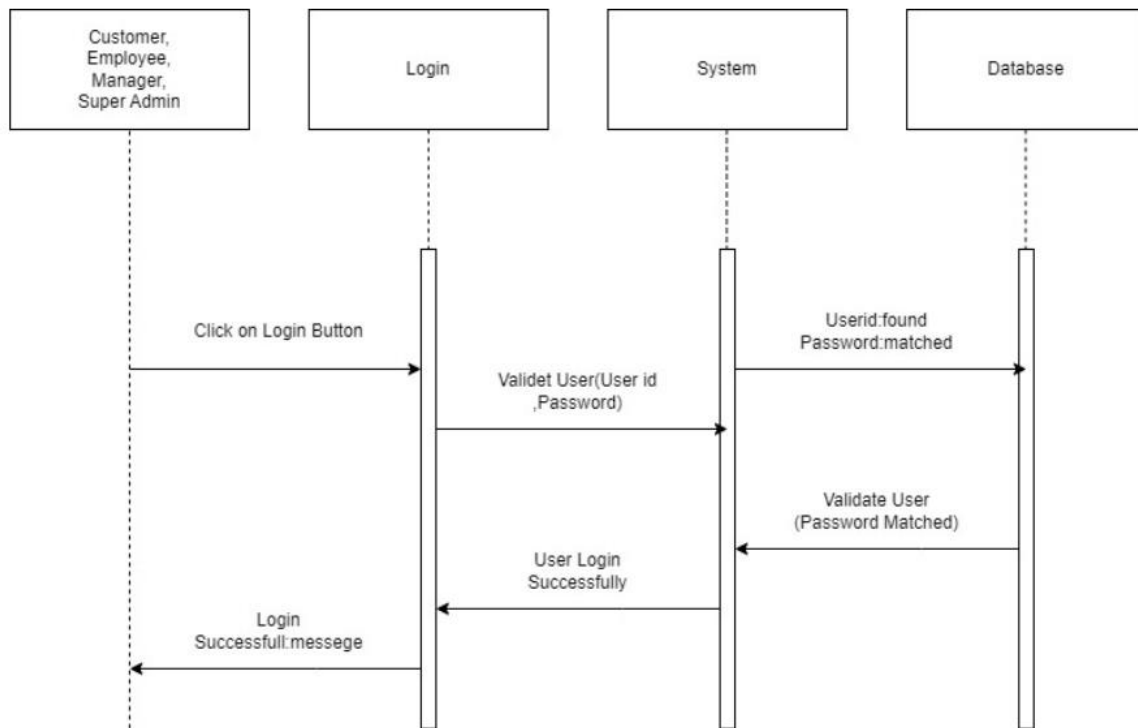 Customer,
Employee,
Manager,
Super Admin
Login
System
Database
Click on Login Button
Userid:found
Password:matched
Validet User(User id
,Password)
Validate User
(Password Matched)
User Login
Successfully
Login
Successfull:messege